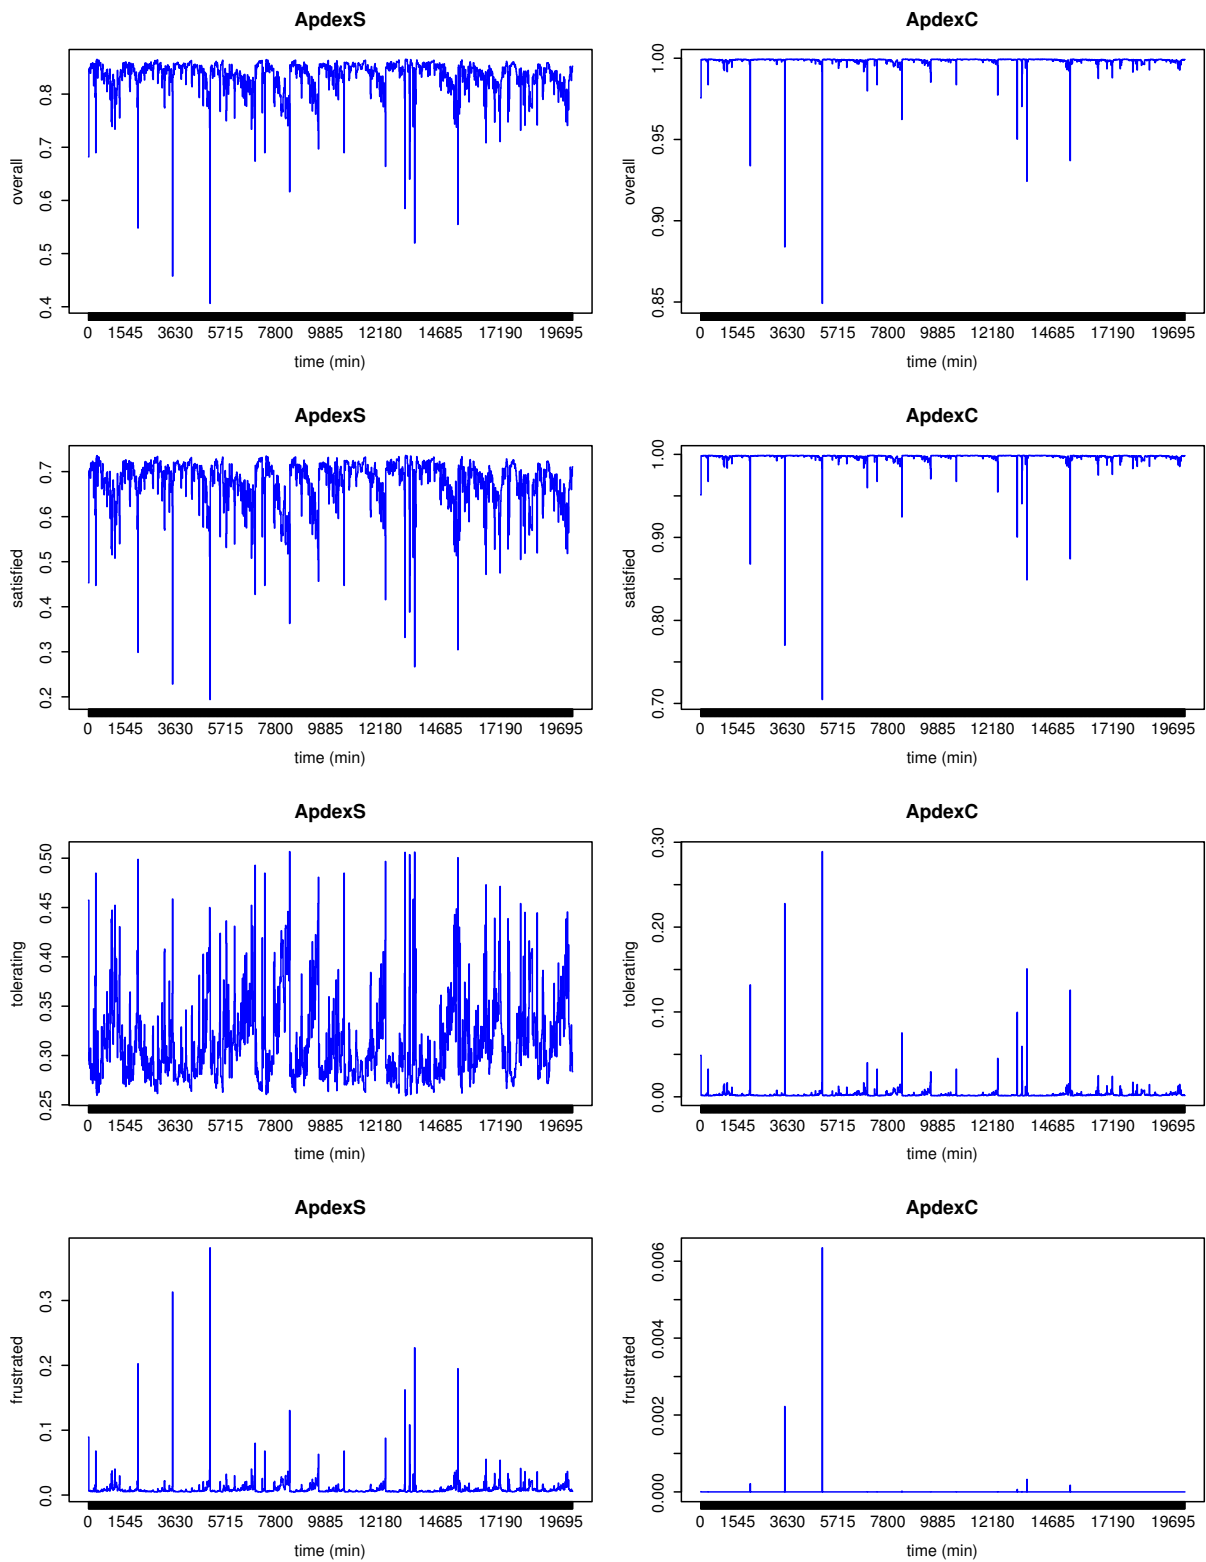 ApdexS
overall
0.8
0.7
0.6
0.5
0.4
0 1545 3630 5715 7800 9885 12180 14685 17190 19695
time (min)
ApdexC
overall
1.00
0.95
0.90
0.85
0 1545 3630 5715 7800 9885 12180 14685 17190 19695
time (min)
ApdexS
satisfied
0.7
0.6
0.5
0.4
0.3
0.2
0 1545 3630 5715 7800 9885 12180 14685 17190 19695
time (min)
ApdexC
satisfied
1.00
0.90
0.80
0.70
0 1545 3630 5715 7800 9885 12180 14685 17190 19695
time (min)
ApdexS
tolerating
0.50
0.45
0.40
0.35
0.30
0.25
0 1545 3630 5715 7800 9885 12180 14685 17190 19695
time (min)
ApdexC
tolerating
0.30
0.20
0.10
0.00
0 1545 3630 5715 7800 9885 12180 14685 17190 19695
time (min)
ApdexS
frustrated
0.3
0.2
0.1
0.0
0 1545 3630 5715 7800 9885 12180 14685 17190 19695
time (min)
ApdexC
frustrated
0.006
0.004
0.002
0.000
0 1545 3630 5715 7800 9885 12180 14685 17190 19695
time (min)